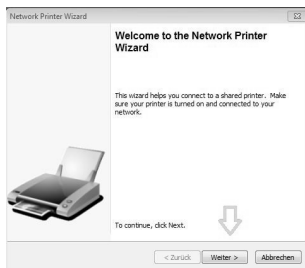 Network Printer Wizard
Welcome to the Network Printer
Wizard
This wizard helps you connect to a shared printer. Make
sure your printer is turned on and connected to your
network.
To continue, click Next.
< Zurück
Weiter >
Abbrechen